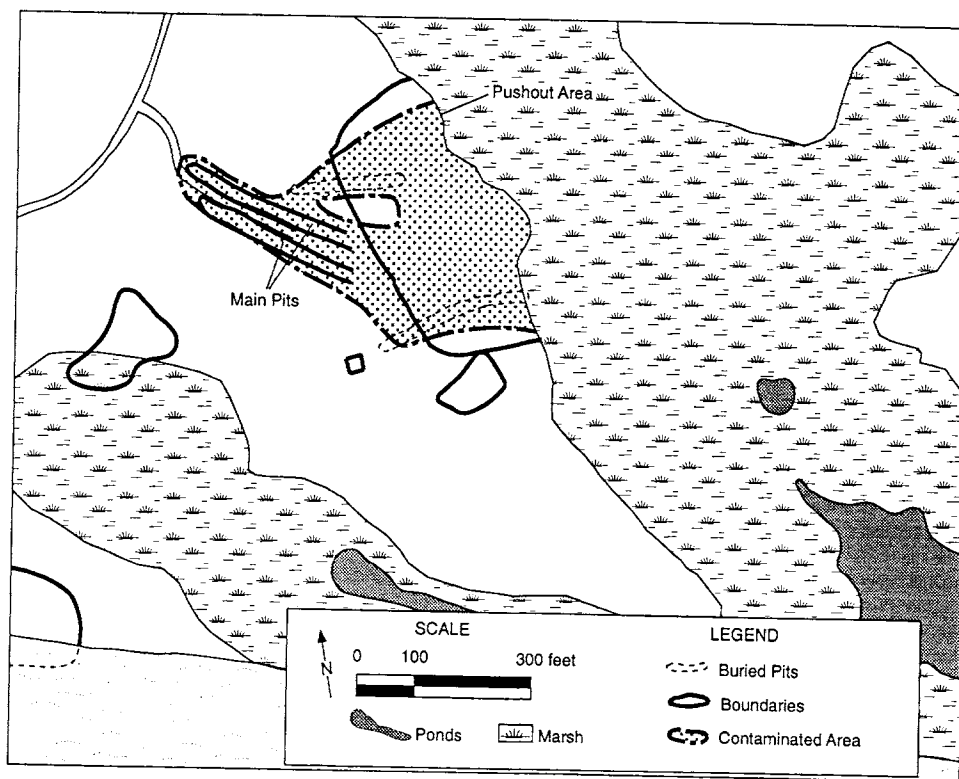 Pushout Area
Main Pits
SCALE
0 100 300 feet
N
Ponds
Marsh
LEGEND
Buried Pits
Boundaries
Contaminated Area